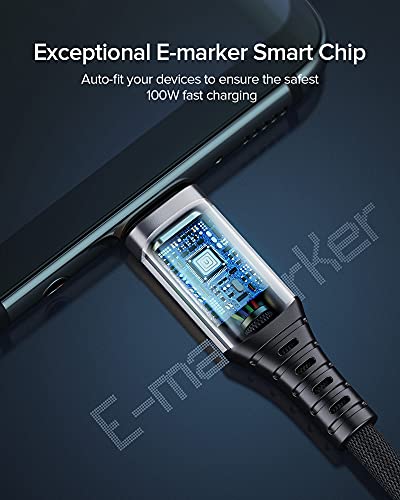 Exceptional E-marker Smart Chip
Auto-fit your devices to ensure the safest
100W fast charging
E-marker